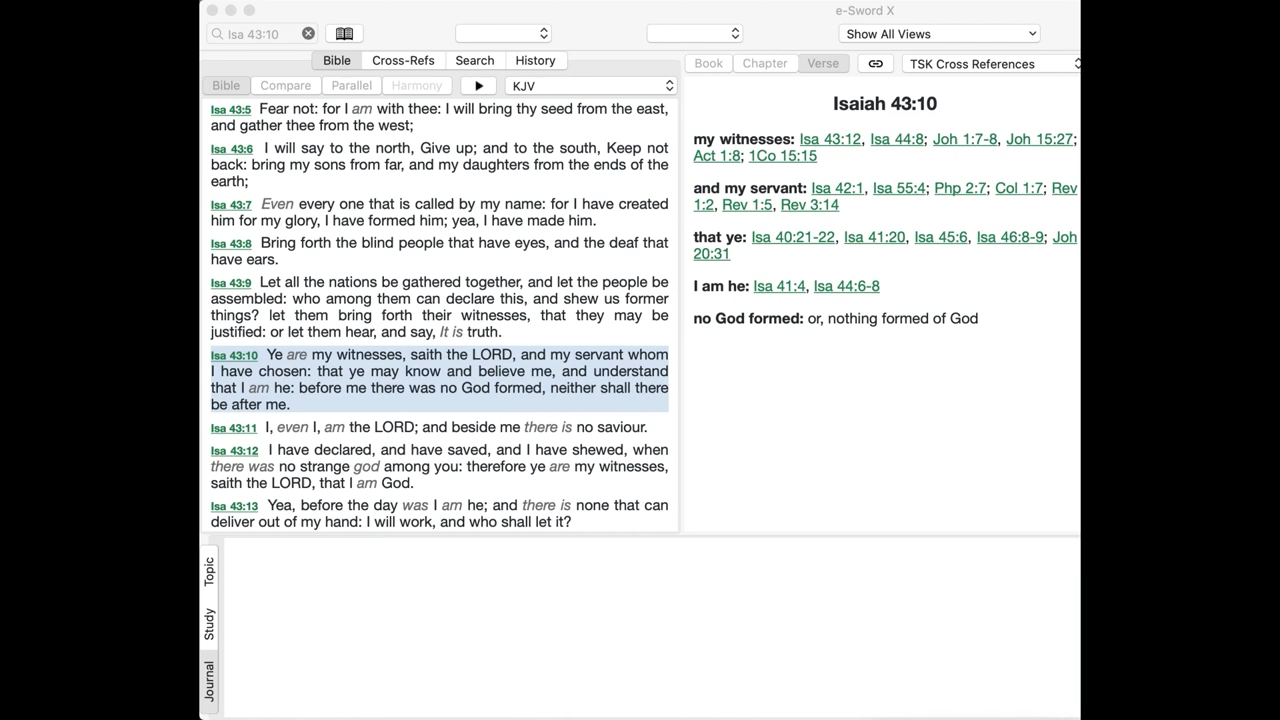 e-Sword X
Isa 43:10
Show All Views
Bible Cross-Refs Search History
Bible Compare Parallel Harmony KJV
Isa 43:5 Fear not: for I am with thee: I will bring thy seed from the east,
and gather thee from the west;
Isa 43:6 I will say to the north, Give up; and to the south, Keep not
back: bring my sons from far, and my daughters from the ends of the
earth;
Isa 43:7 Even every one that is called by my name: for I have created
him for my glory, I have formed him; yea, I have made him.
Isa 43:8 Bring forth the blind people that have eyes, and the deaf that
have ears.
Isa 43:9 Let all the nations be gathered together, and let the people be
assembled: who among them can declare this, and shew us former
things? let them bring forth their witnesses, that they may be
justified: or let them hear, and say, It is truth.
Isa 43:10 Ye are my witnesses, saith the LORD, and my servant whom
I have chosen: that ye may know and believe me, and understand
that I am he: before me there was no God formed, neither shall there
be after me.
Isa 43:11 I, even I, am the LORD; and beside me there is no saviour.
Isa 43:12 I have declared, and have saved, and I have shewed, when
there was no strange god among you: therefore ye are my witnesses,
saith the LORD, that I am God.
Isa 43:13 Yea, before the day was I am he; and there is none that can
deliver out of my hand: I will work, and who shall let it?
Book Chapter Verse TSK Cross References
Isaiah 43:10
my witnesses: Isa 43:12, Isa 44:8; Joh 1:7-8, Joh 15:27;
Act 1:8; 1Co 15:15
and my servant: Isa 42:1, Isa 55:4; Php 2:7; Col 1:7; Rev
1:2, Rev 1:5, Rev 3:14
that ye: Isa 40:21-22, Isa 41:20, Isa 45:6, Isa 46:8-9; Joh
20:31
I am he: Isa 41:4, Isa 44:6-8
no God formed: or, nothing formed of God
Topic
Study
Journal